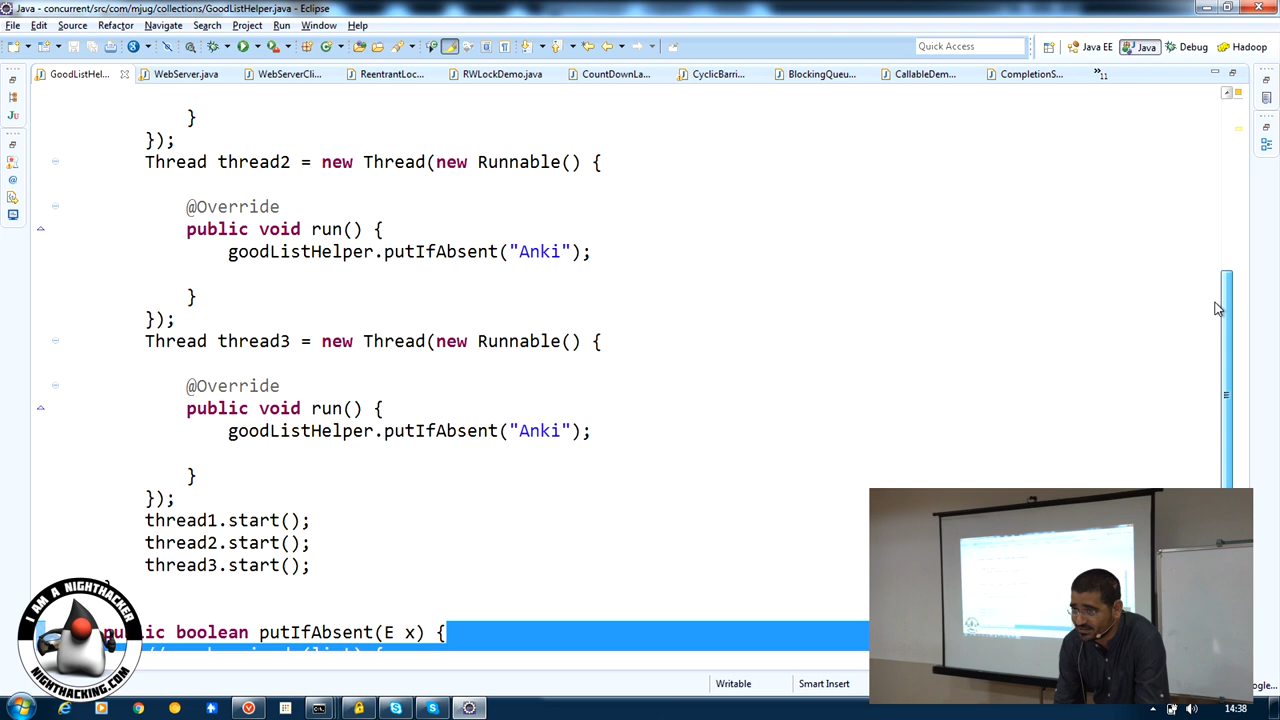 Java - concurrent/src/com/mjug/collections/GoodListHelper.java - Eclipse
File Edit Source Refactor Navigate Search Project Run Window Help
Quick Access
Java EE
Java
Debug
Hadoop
GoodListHel...
WebServer.java
WebServerCli...
ReentrantLoc...
RWLockDemo.java
CountDownLa...
CyclicBarri...
BlockingQueu...
CallableDem...
CompletionS...
»11
}
});
Thread thread2 = new Thread(new Runnable() {
@Override
public void run() {
goodListHelper.putIfAbsent("Anki");
}
});
Thread thread3 = new Thread(new Runnable() {
@Override
public void run() {
goodListHelper.putIfAbsent("Anki");
}
});
thread1.start();
thread2.start();
thread3.start();
}
public boolean putIfAbsent(E x) {
I AM A NIGHTHACKER
NIGHTHACKING.COM
Writable
Smart Insert
ogle...
14:38